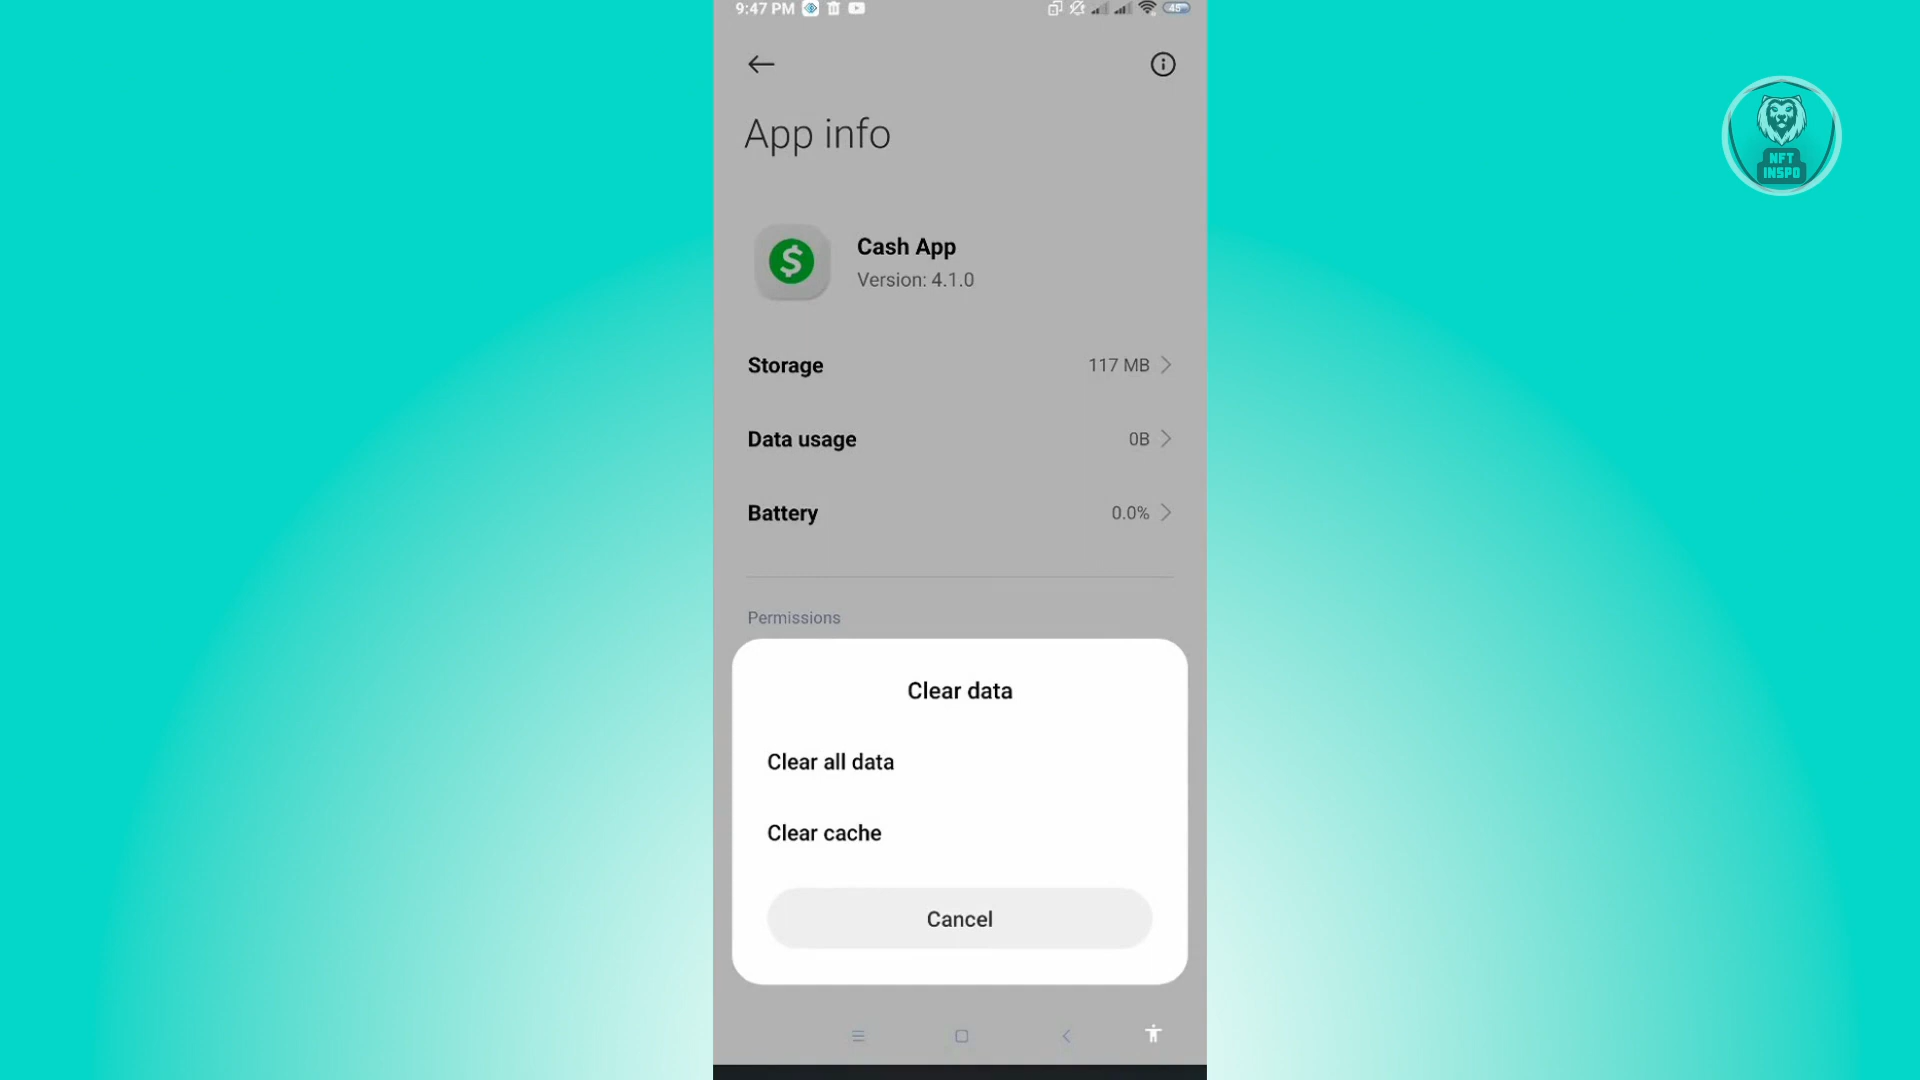 9:47 PM
45
App info
NFT
INSPO
Cash App
Version: 4.1.0
Storage
117 MB
Data usage
0B
Battery
0.0%
Permissions
Clear data
Clear all data
Clear cache
Cancel